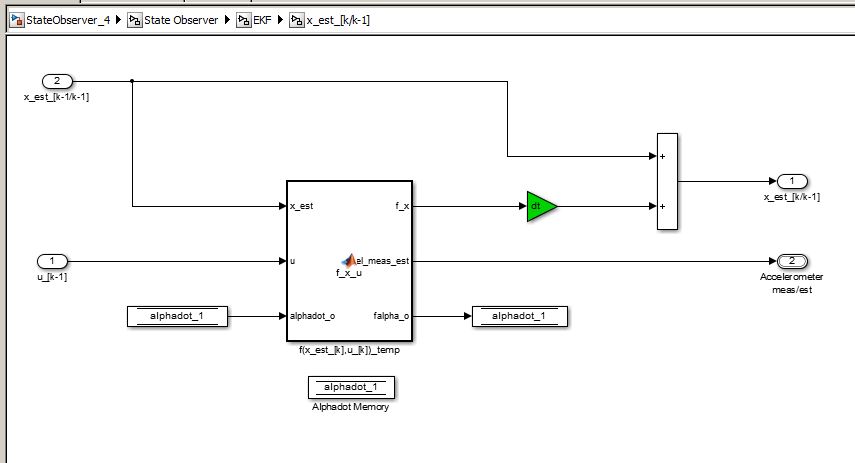 StateObserver_4 State Observer EKF x_est_[k/k-1]
2
x_est_[k-1/k-1]
+
1
x_est_[k/k-1]
x_est f_x dt +
1
u_[k-1]
u el_meas_est
f_x_u
2
Accelerometer
meas/est
alphadot_1 alphadot_o falpha_o alphadot_1
f(x_est_[k],u_[k])_temp
alphadot_1
Alphadot Memory